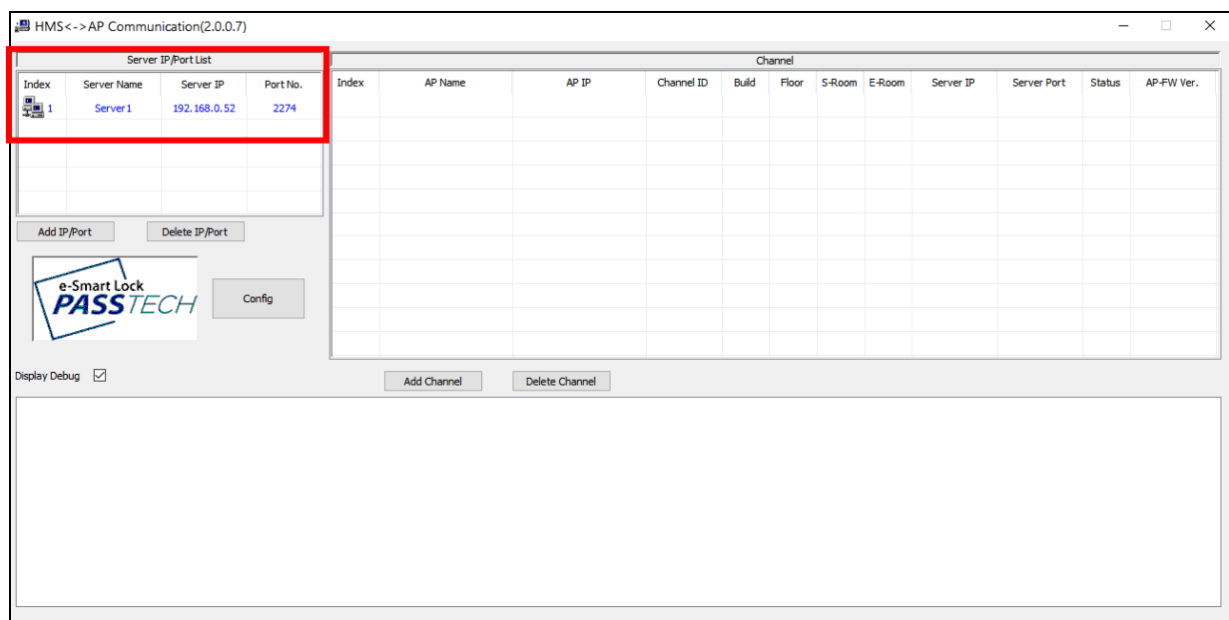 HMS<->AP Communication(2.0.0.7)
Server IP/Port List
Index Server Name Server IP Port No.
1 Server1 192.168.0.52 2274
Add IP/Port Delete IP/Port
e-Smart Lock
PASSTECH
Config
Channel
Index AP Name AP IP Channel ID Build Floor S-Room E-Room Server IP Server Port Status AP-FW Ver.
Display Debug
Add Channel Delete Channel